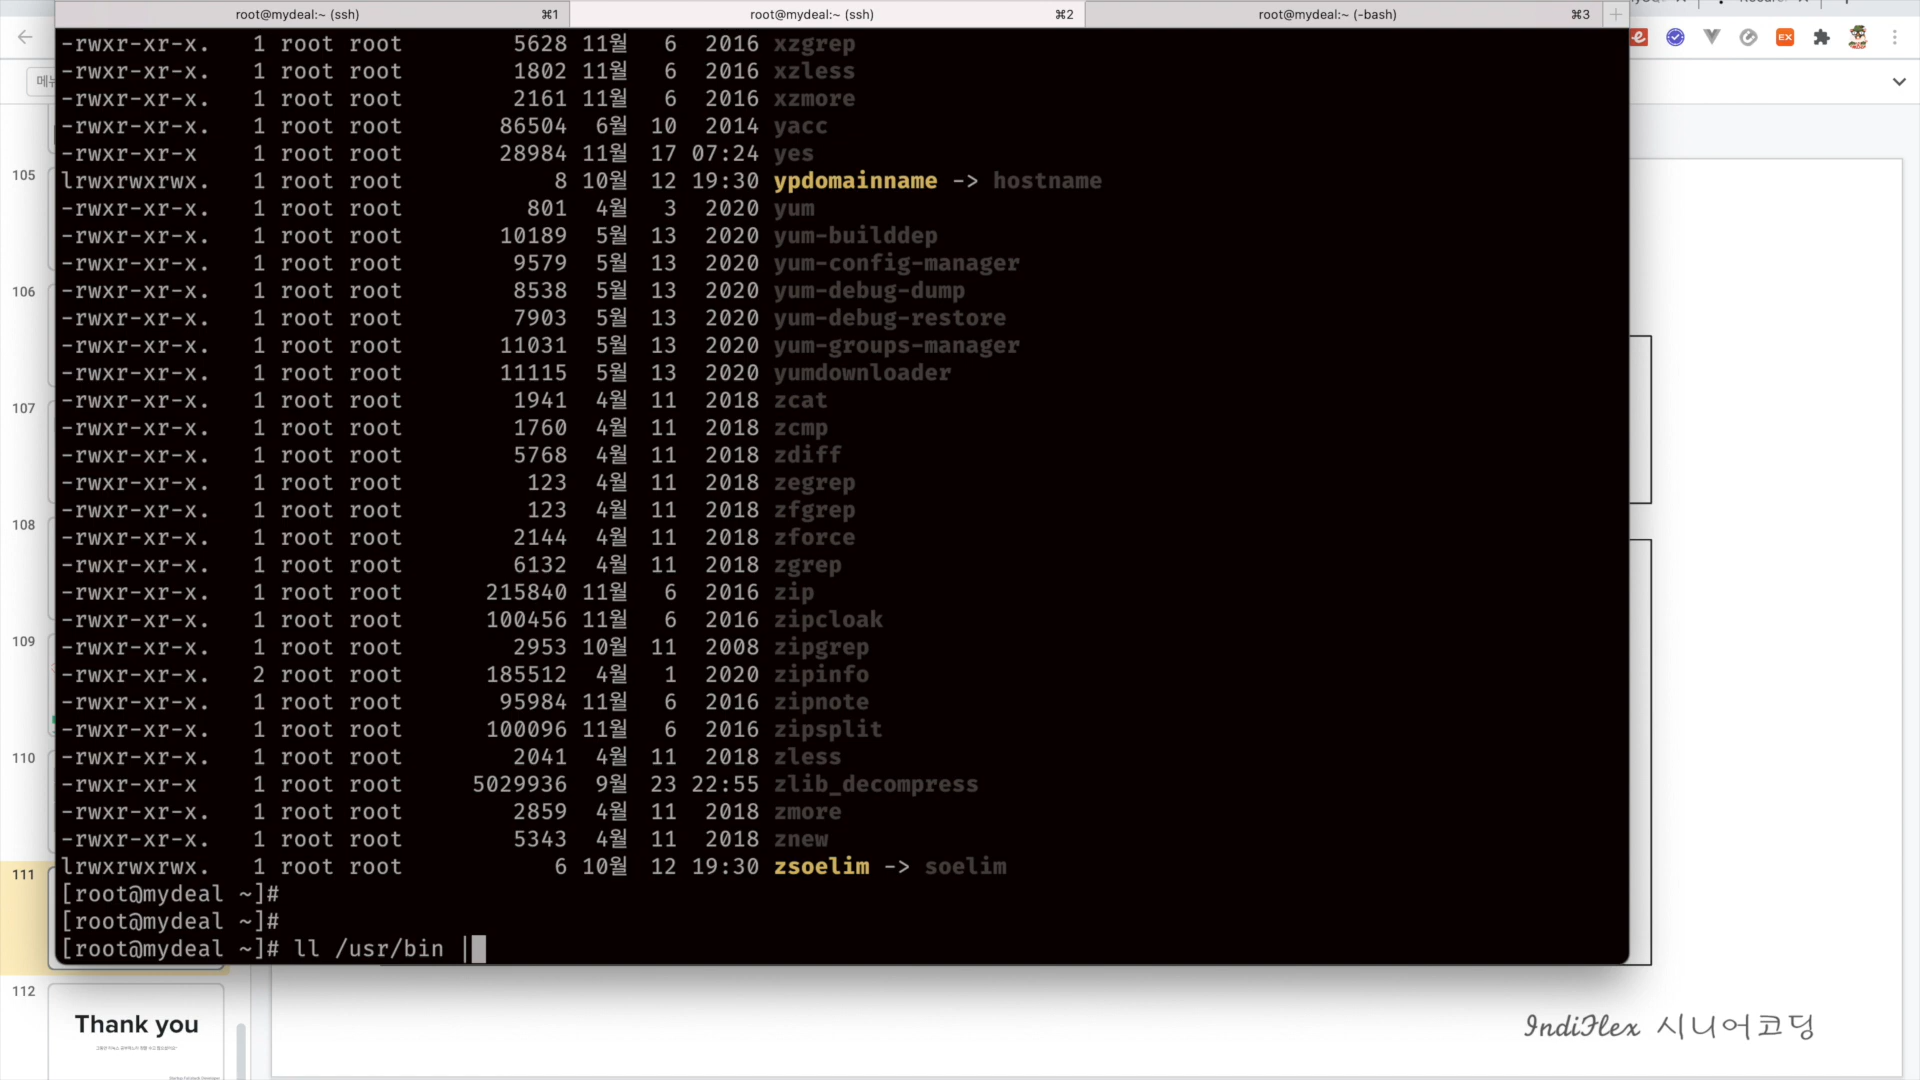 root@mydeal:~ (ssh) ⌘1 root@mydeal:~ (ssh) ⌘2 root@mydeal:~ (-bash) ⌘3
-rwxr-xr-x. 1 root root 5628 11월 6 2016 xzgrep
-rwxr-xr-x. 1 root root 1802 11월 6 2016 xzless
-rwxr-xr-x. 1 root root 2161 11월 6 2016 xzmore
-rwxr-xr-x. 1 root root 86504 6월 10 2014 yacc
-rwxr-xr-x 1 root root 28984 11월 17 07:24 yes
lrwxrwxrwx. 1 root root 8 10월 12 19:30 ypdomainname -> hostname
-rwxr-xr-x. 1 root root 801 4월 3 2020 yum
-rwxr-xr-x. 1 root root 10189 5월 13 2020 yum-builddep
-rwxr-xr-x. 1 root root 9579 5월 13 2020 yum-config-manager
-rwxr-xr-x. 1 root root 8538 5월 13 2020 yum-debug-dump
-rwxr-xr-x. 1 root root 7903 5월 13 2020 yum-debug-restore
-rwxr-xr-x. 1 root root 11031 5월 13 2020 yum-groups-manager
-rwxr-xr-x. 1 root root 11115 5월 13 2020 yumdownloader
-rwxr-xr-x. 1 root root 1941 4월 11 2018 zcat
-rwxr-xr-x. 1 root root 1760 4월 11 2018 zcmp
-rwxr-xr-x. 1 root root 5768 4월 11 2018 zdiff
-rwxr-xr-x. 1 root root 123 4월 11 2018 zegrep
-rwxr-xr-x. 1 root root 123 4월 11 2018 zfgrep
-rwxr-xr-x. 1 root root 2144 4월 11 2018 zforce
-rwxr-xr-x. 1 root root 6132 4월 11 2018 zgrep
-rwxr-xr-x. 1 root root 215840 11월 6 2016 zip
-rwxr-xr-x. 1 root root 100456 11월 6 2016 zipcloak
-rwxr-xr-x. 1 root root 2953 10월 11 2008 zipgrep
-rwxr-xr-x. 2 root root 185512 4월 1 2020 zipinfo
-rwxr-xr-x. 1 root root 95984 11월 6 2016 zipnote
-rwxr-xr-x. 1 root root 100096 11월 6 2016 zipsplit
-rwxr-xr-x. 1 root root 2041 4월 11 2018 zless
-rwxr-xr-x 1 root root 5029936 9월 23 22:55 zlib_decompress
-rwxr-xr-x. 1 root root 2859 4월 11 2018 zmore
-rwxr-xr-x. 1 root root 5343 4월 11 2018 znew
lrwxrwxrwx. 1 root root 6 10월 12 19:30 zsoelim -> soelim
[root@mydeal ~]#
[root@mydeal ~]#
[root@mydeal ~]# ll /usr/bin |
EX
105
106
107
108
109
110
111
112
Thank you
IndiFlex 시니어코딩